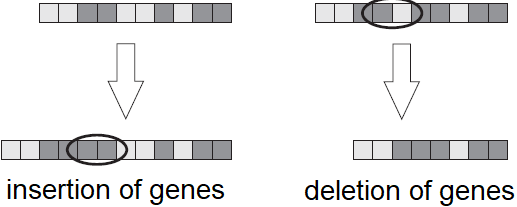 insertion of genes
deletion of genes